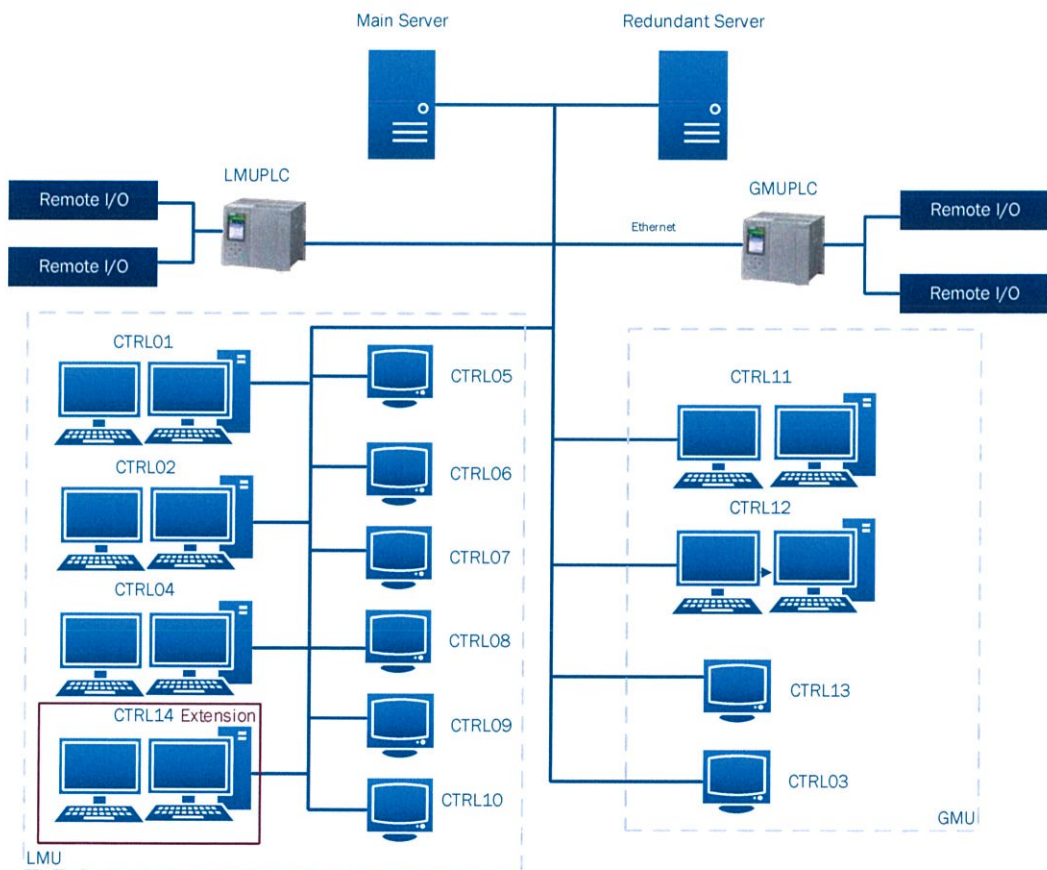 Main Server
Redundant Server
LMUPLC
GMUPLC
Remote I/O
Remote I/O
Ethernet
Remote I/O
Remote I/O
CTRL01
CTRL05
CTRL02
CTRL06
CTRL04
CTRL07
CTRL08
CTRL14 Extension
CTRL09
CTRL10
LMU
CTRL11
CTRL12
CTRL13
CTRL03
GMU